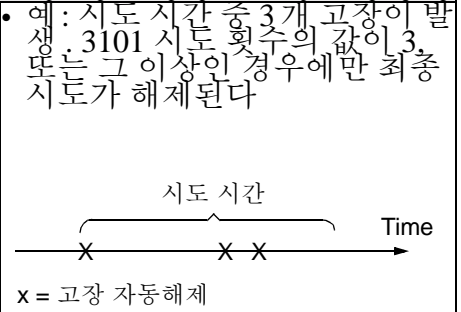 • 예 : 시도 시간 중 3개 고장이 발
생 . 3101 시도 횟수의 값이 3,
또는 그 이상인 경우에만 최종
시도가 해제된다
시도 시간
Time
x x x
x = 고장 자동해제